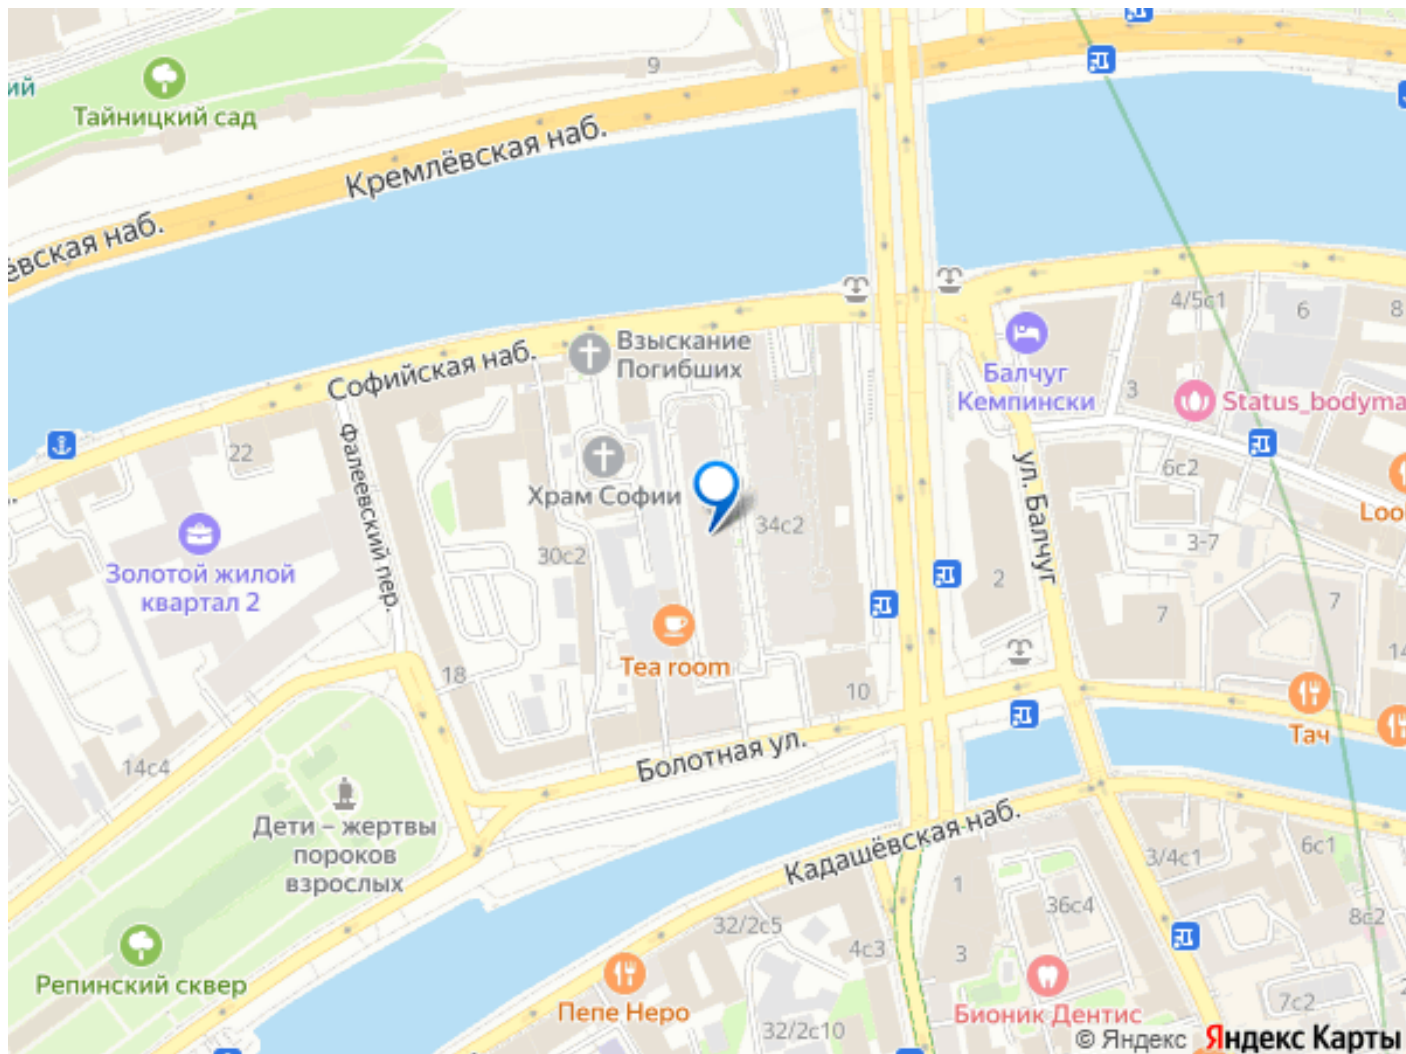 ий
Тайницкий сад
9
Кремлёвская наб.
ёвская наб.
4/5с1
6
8
Взыскание
Погибших
Софийская наб.
Балчуг
Кемпински
3
Status_bodyma
22
Фалеевский пер.
Храм Софии
34с2
ул. Балчуг
6с2
Loo
Золотой жилой
квартал 2
30с2
2
3-7
7
7
Tea room
18
10
14
14с4
Болотная ул.
Тач
Дети – жертвы
пороков
взрослых
Кадашёвская наб.
3/4с1
6с1
1
36с4
32/2с5
8с2
4с3
3
Репинский сквер
Пепе Неро
Бионик Дентис
7с2
2
32/2с10
© Яндекс Яндекс Карты